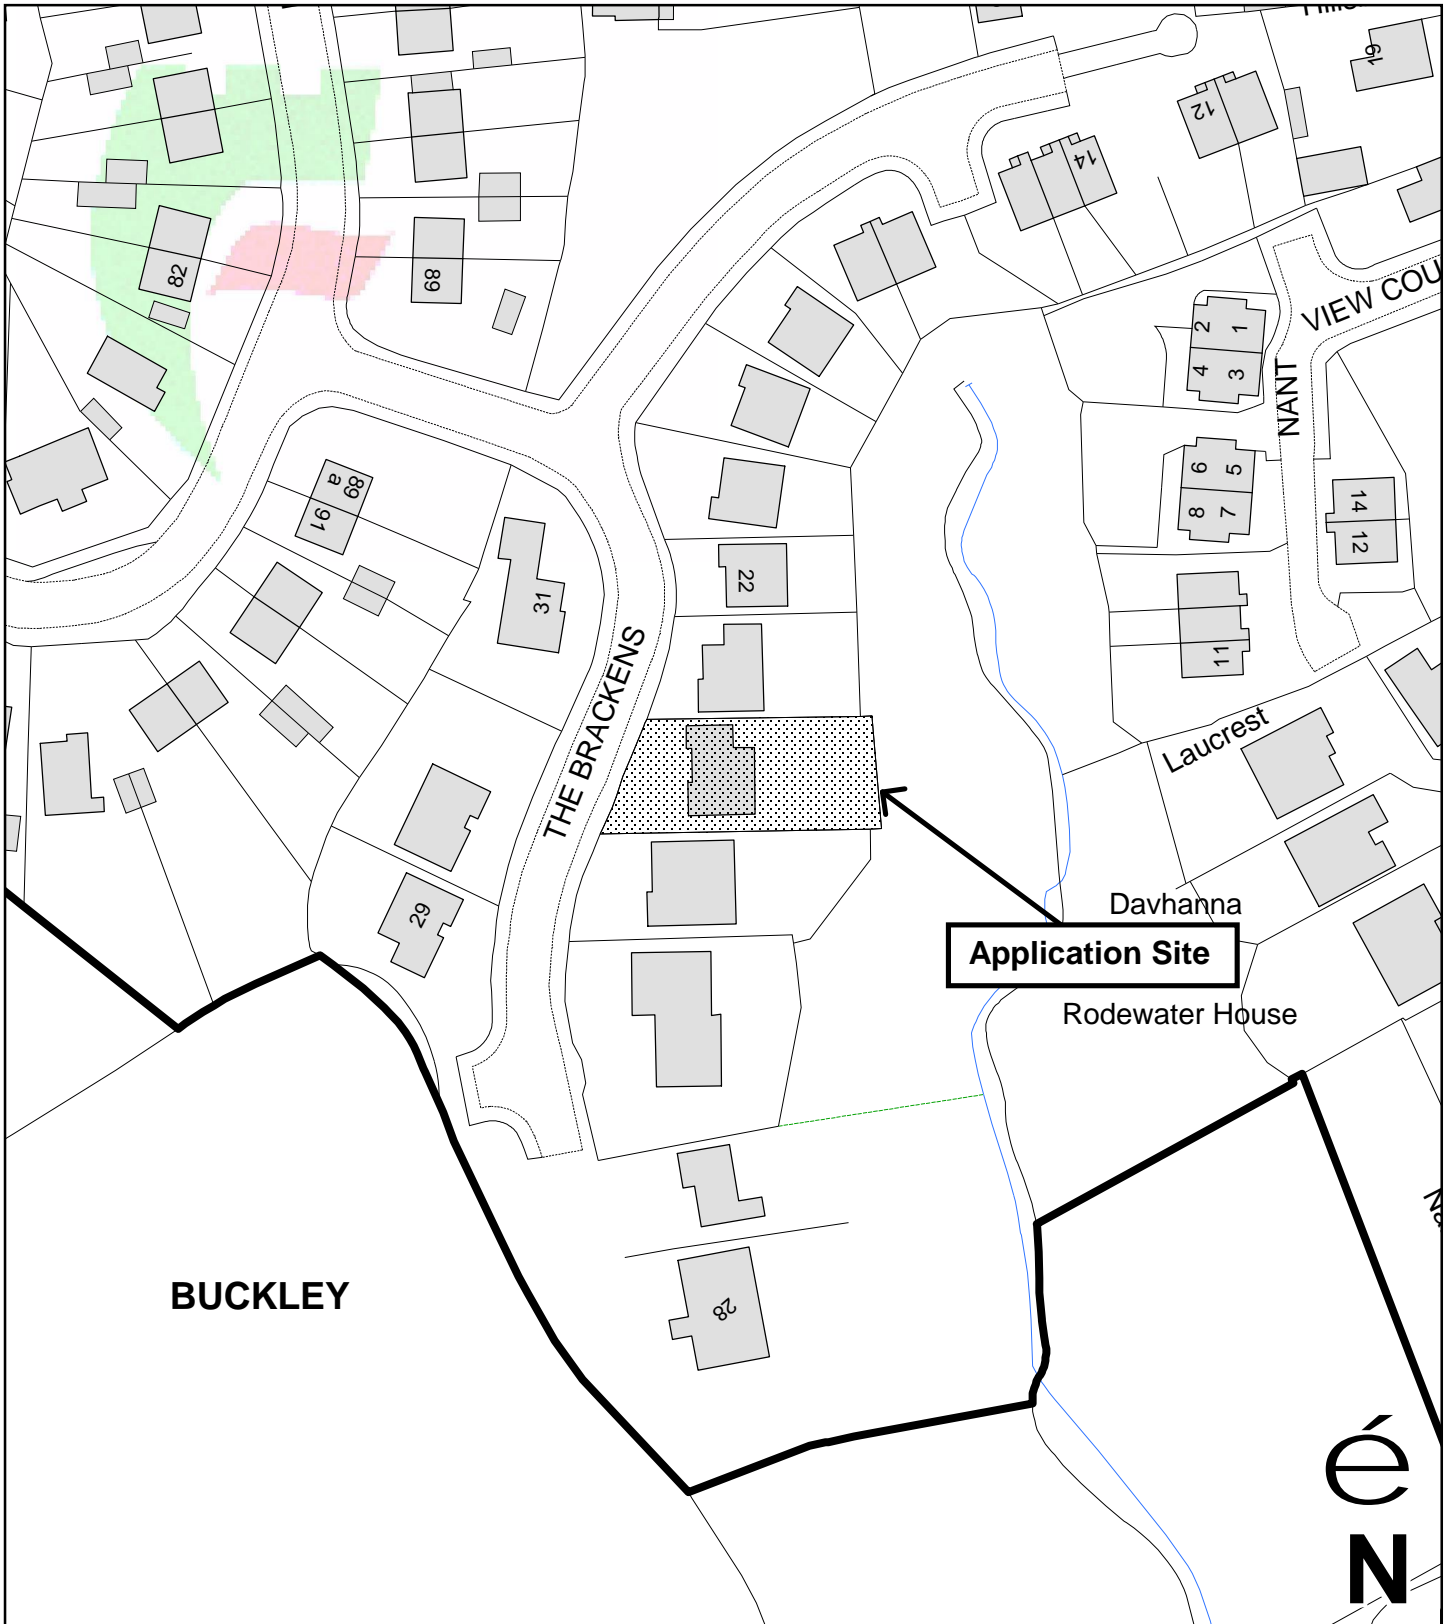 19
12
14
82
68
2
1
4
3
VIEW COU
NANT
6
5
8
7
14
12
11
89
a
91
31
22
THE BRACKENS
Laucrest
29
Davhanna
Application Site
Rodewater House
BUCKLEY
28
é
N